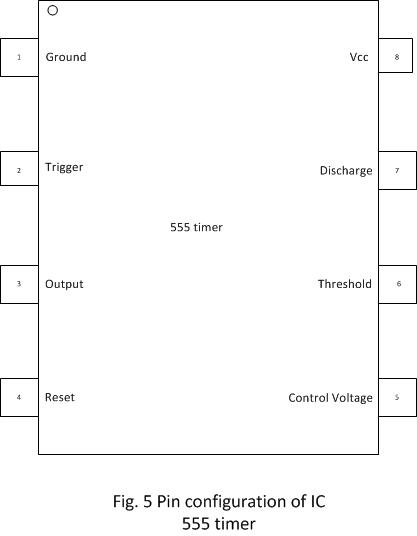 1 Ground Vcc 8
2 Trigger Discharge 7
555 timer
3 Output Threshold 6
4 Reset Control Voltage 5
Fig. 5 Pin configuration of IC
555 timer